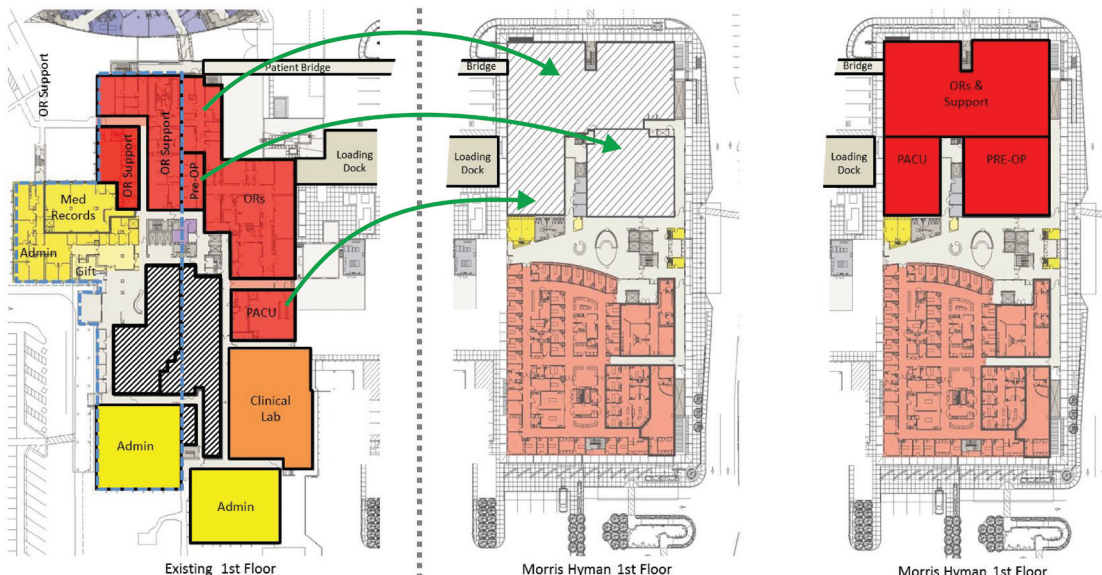 OR Support
Patient Bridge
OR Support
OR Support
Pre-OP
ORs
Loading
Dock
Med
Records
Admin
Gift
PACU
Clinical
Lab
Admin
Admin
Existing 1st Floor
Bridge
Loading
Dock
Morris Hyman 1st Floor
Bridge
ORs &
Support
Loading
Dock
PACU
PRE-OP
Morris Hyman 1st Floor